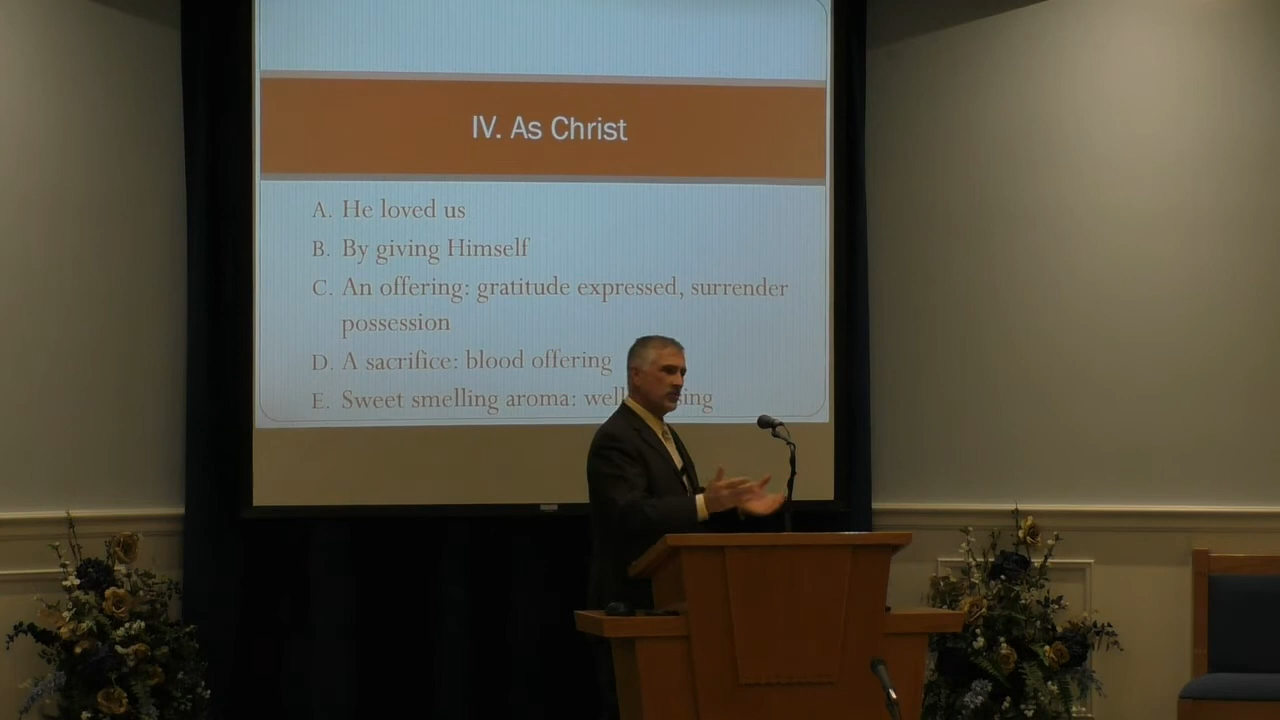 IV. As Christ
A. He loved us
B. By giving Himself
C. An offering: gratitude expressed, surrender
possession
D. A sacrifice: blood offering
E. Sweet smelling aroma: